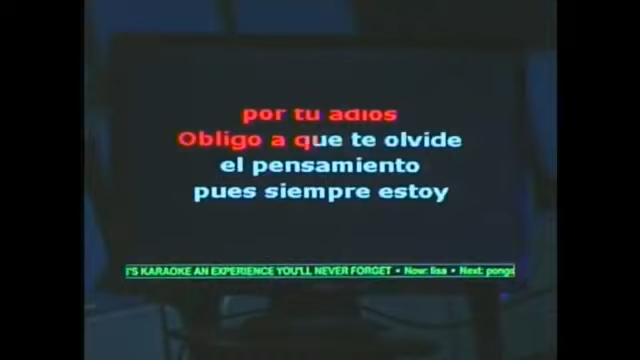 por tu adios
Obligo a que te olvide
el pensamiento
pues siempre estoy
'S KARAOKE AN EXPERIENCE YOU'LL NEVER FORGET • Now: lisa • Next: pongs